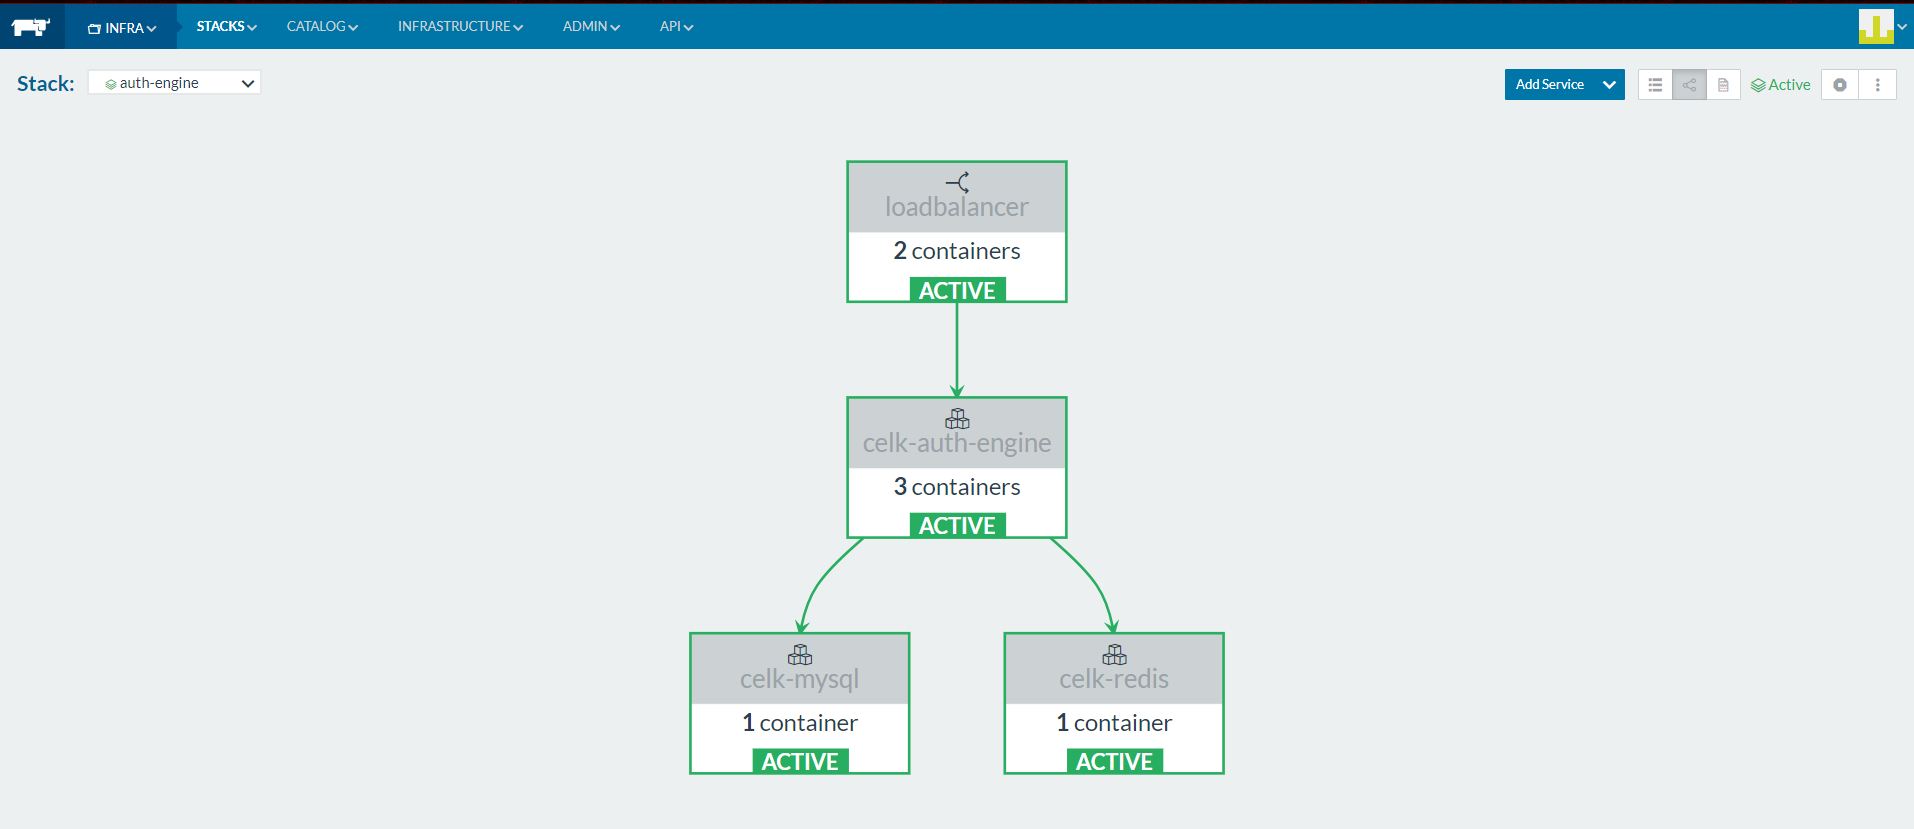 INFRA STACKS CATALOG INFRASTRUCTURE ADMIN API
Stack: auth-engine Add Service Active
loadbalancer
2 containers
ACTIVE
celk-auth-engine
3 containers
ACTIVE
celk-mysql celk-redis
1 container 1 container
ACTIVE ACTIVE